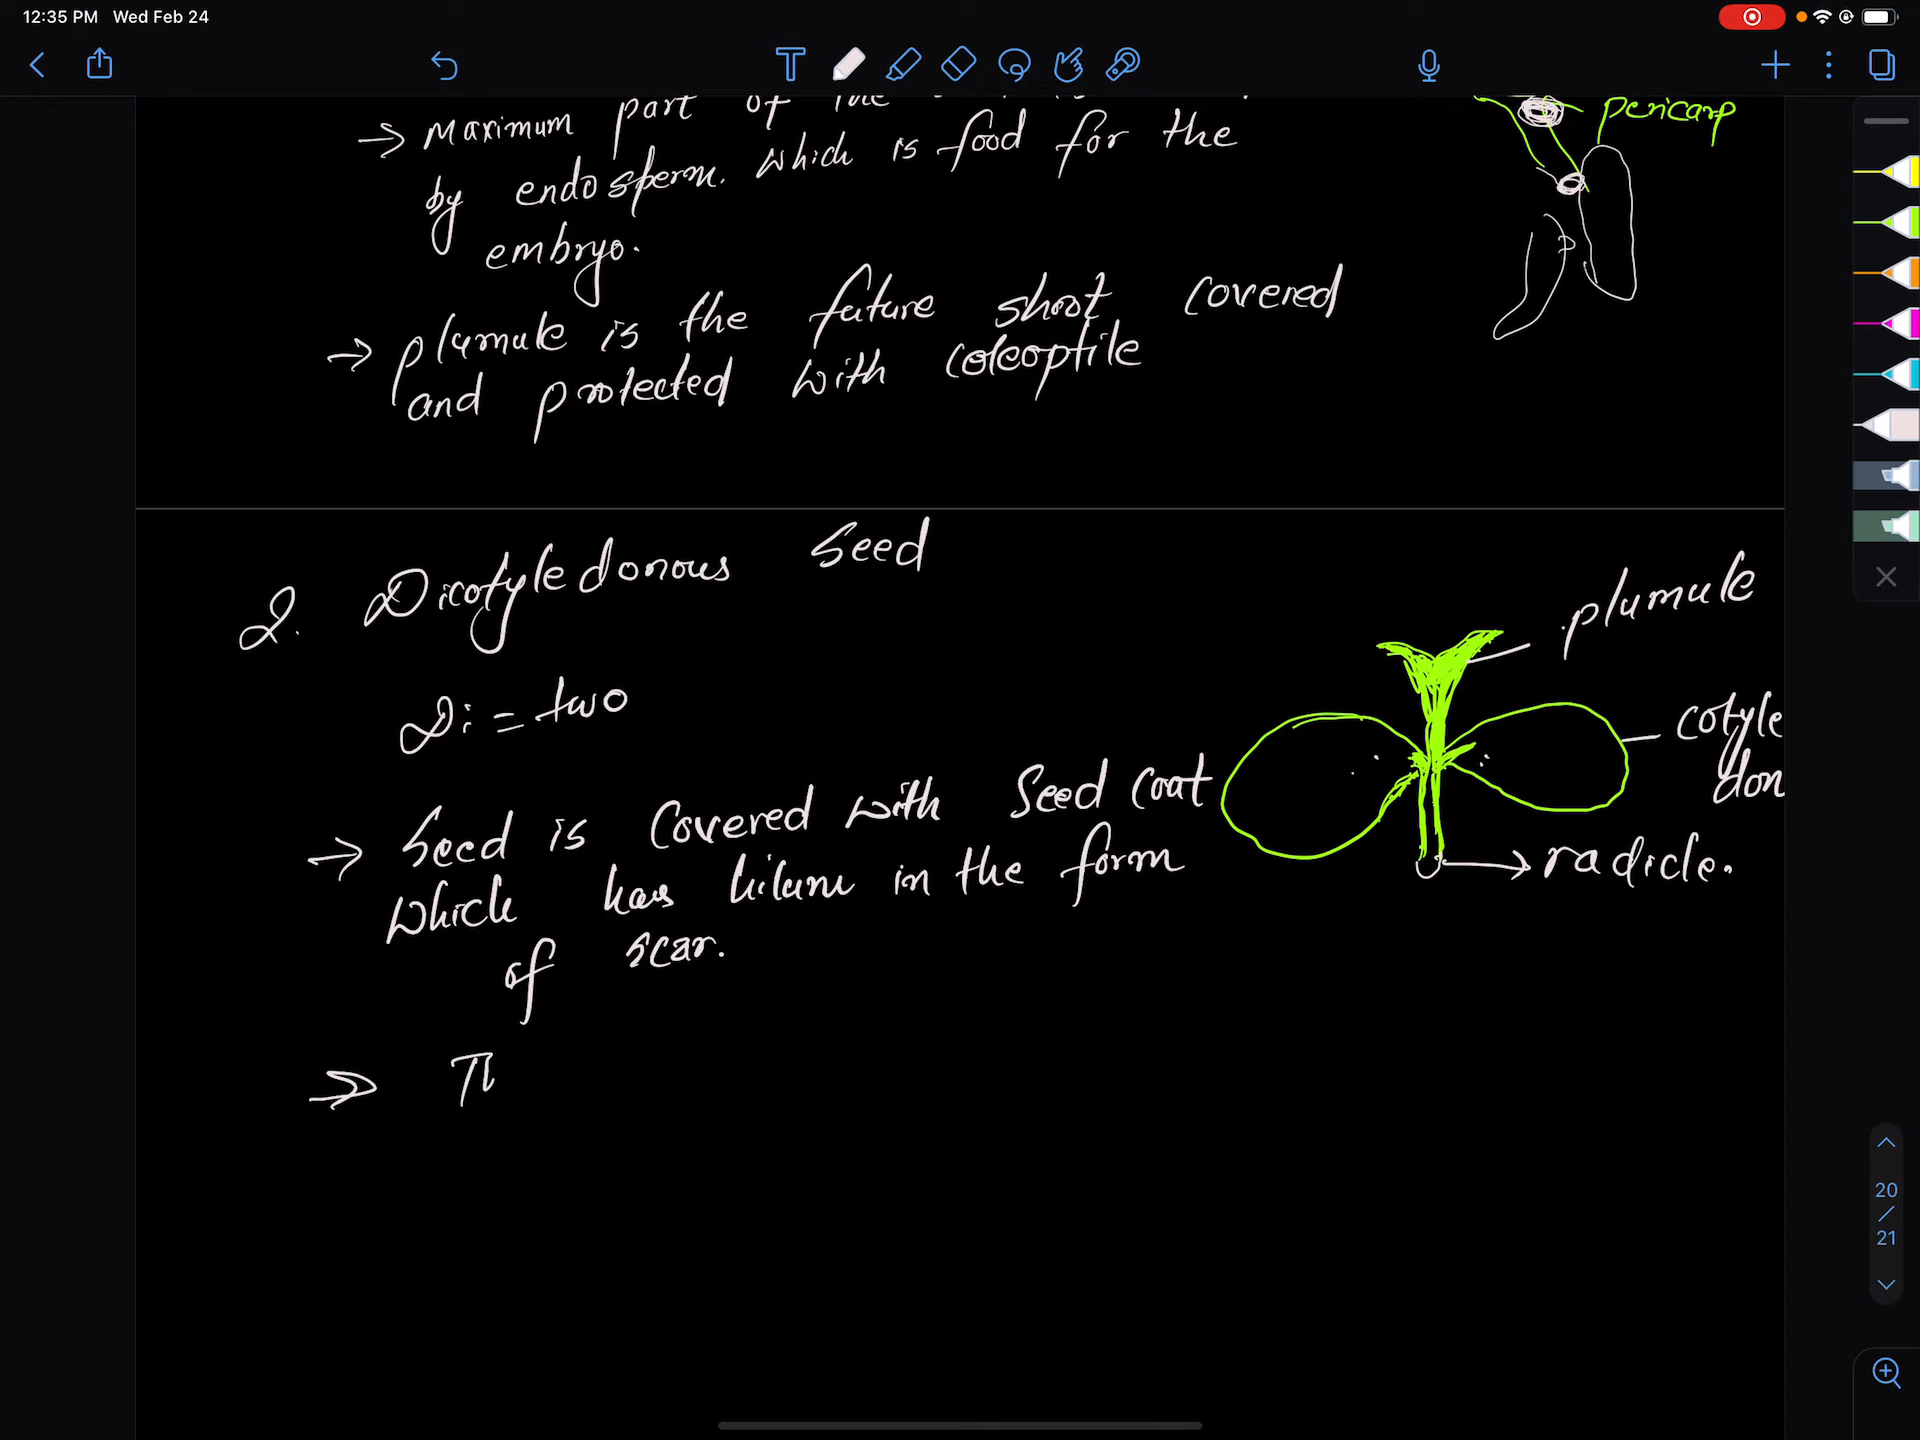 12:35 PM Wed Feb 24
pericarp
→ Maximum part of the
by endosperm. which is food for the
embryo.
→ plumule is the future shoot covered
and protected with coleoptile
2. Dicotyledonous Seed
plumule
Di = two
cotyle
don
→ Seed is covered with Seed coat
which has hilum in the form
of scar.
→ radicle.
20
/
21